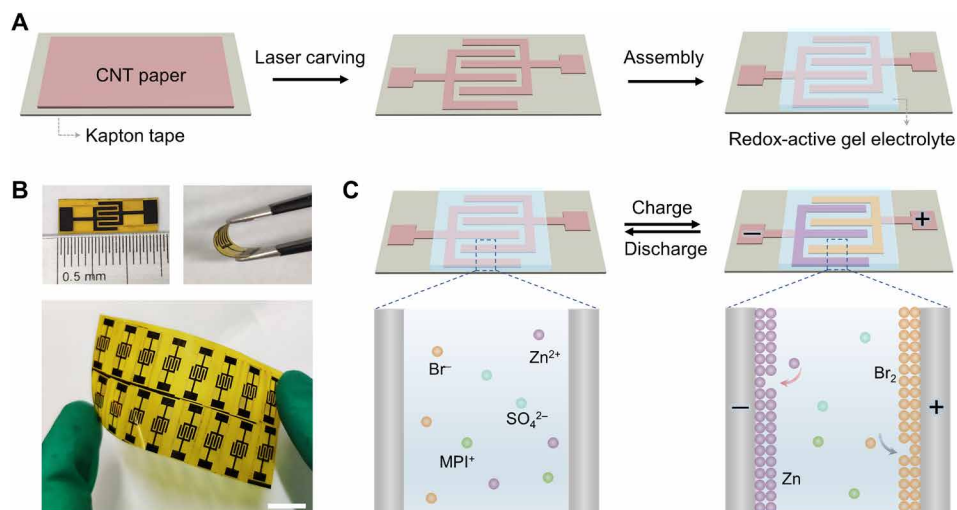 A
CNT paper
Kapton tape
Laser carving
Assembly
Redox-active gel electrolyte
B
0.5 mm
C
Charge
Discharge
−
+
Br−
Zn2+
SO42−
MPI+
−
Br2
+
Zn